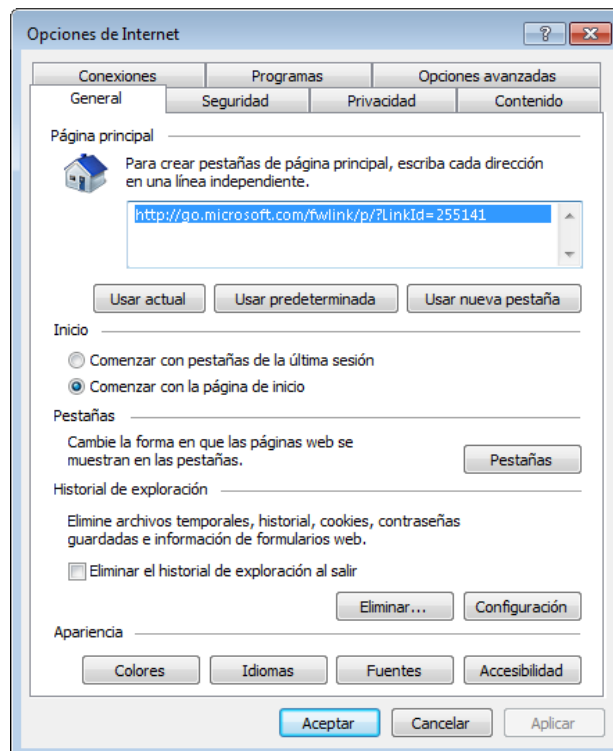 Opciones de Internet
Conexiones Programas Opciones avanzadas
General Seguridad Privacidad Contenido
Página principal
Para crear pestañas de página principal, escriba cada dirección
en una línea independiente.
http://go.microsoft.com/fwlink/p/?LinkId=255141
Usar actual Usar predeterminada Usar nueva pestaña
Inicio
Comenzar con pestañas de la última sesión
Comenzar con la página de inicio
Pestañas
Cambie la forma en que las páginas web se
muestran en las pestañas.
Pestañas
Historial de exploración
Elimine archivos temporales, historial, cookies, contraseñas
guardadas e información de formularios web.
Eliminar el historial de exploración al salir
Eliminar... Configuración
Apariencia
Colores Idiomas Fuentes Accesibilidad
Aceptar Cancelar Aplicar